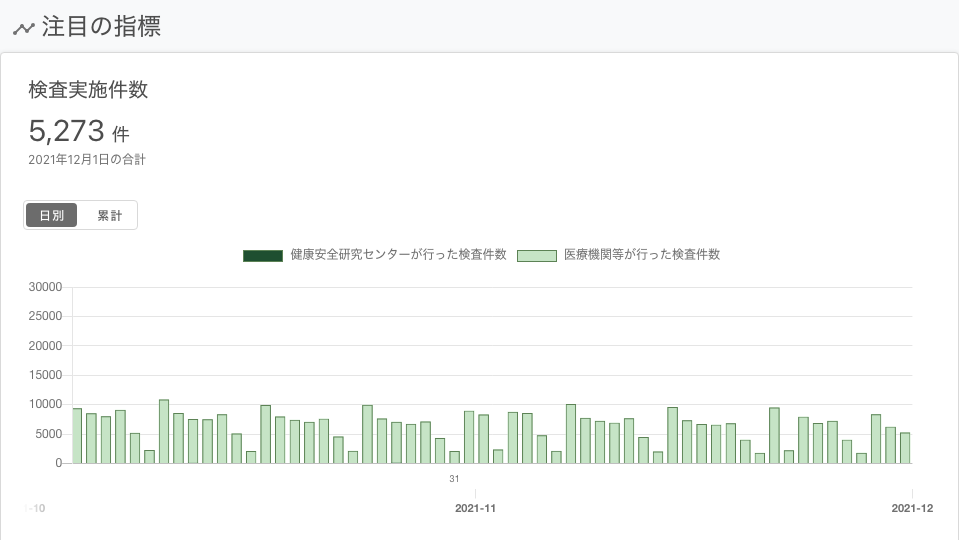 注目の指標
検査実施件数
5,273 件
2021年12月1日の合計
日別 累計
健康安全研究センターが行った検査件数 医療機関等が行った検査件数
30000
25000
20000
15000
10000
5000
0
31
-10 2021-11 2021-12